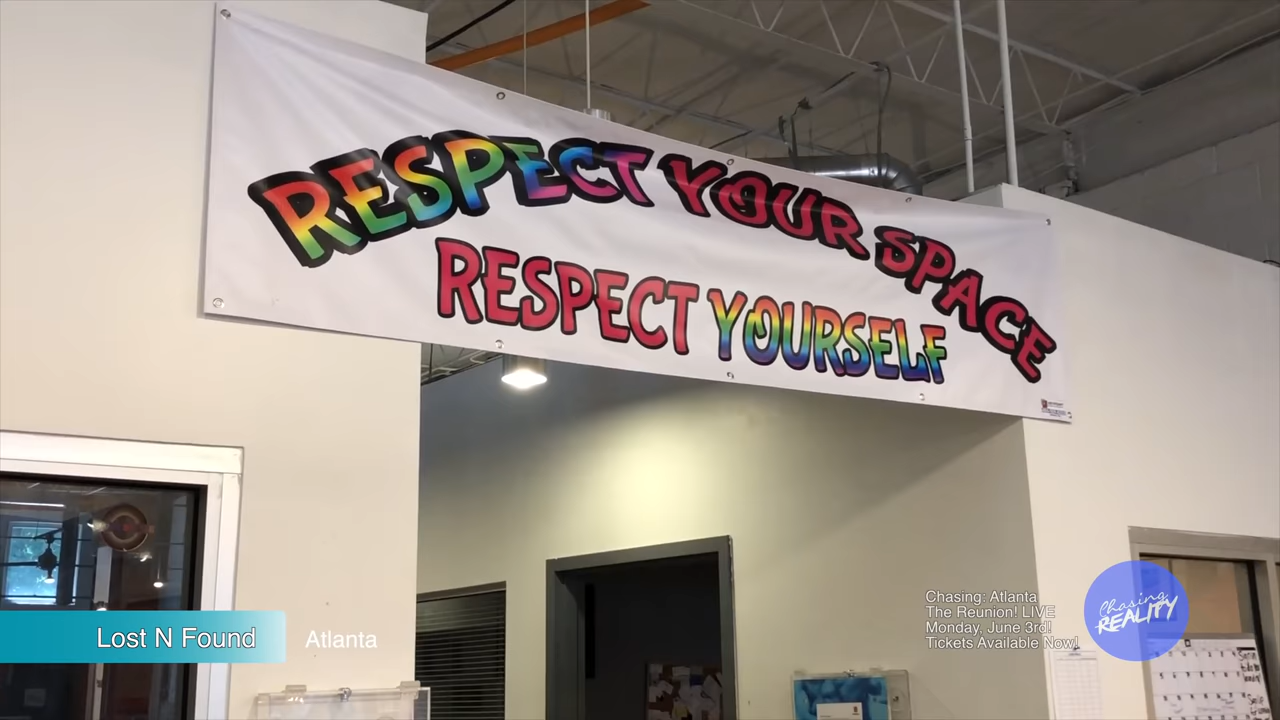 RESPECT YOUR SPACE
RESPECT YOURSELF
Lost N Found
Atlanta
Chasing: Atlanta
The Reunion! LIVE
Monday, June 3rd!
Tickets Available Now!
Chasing
REALITY